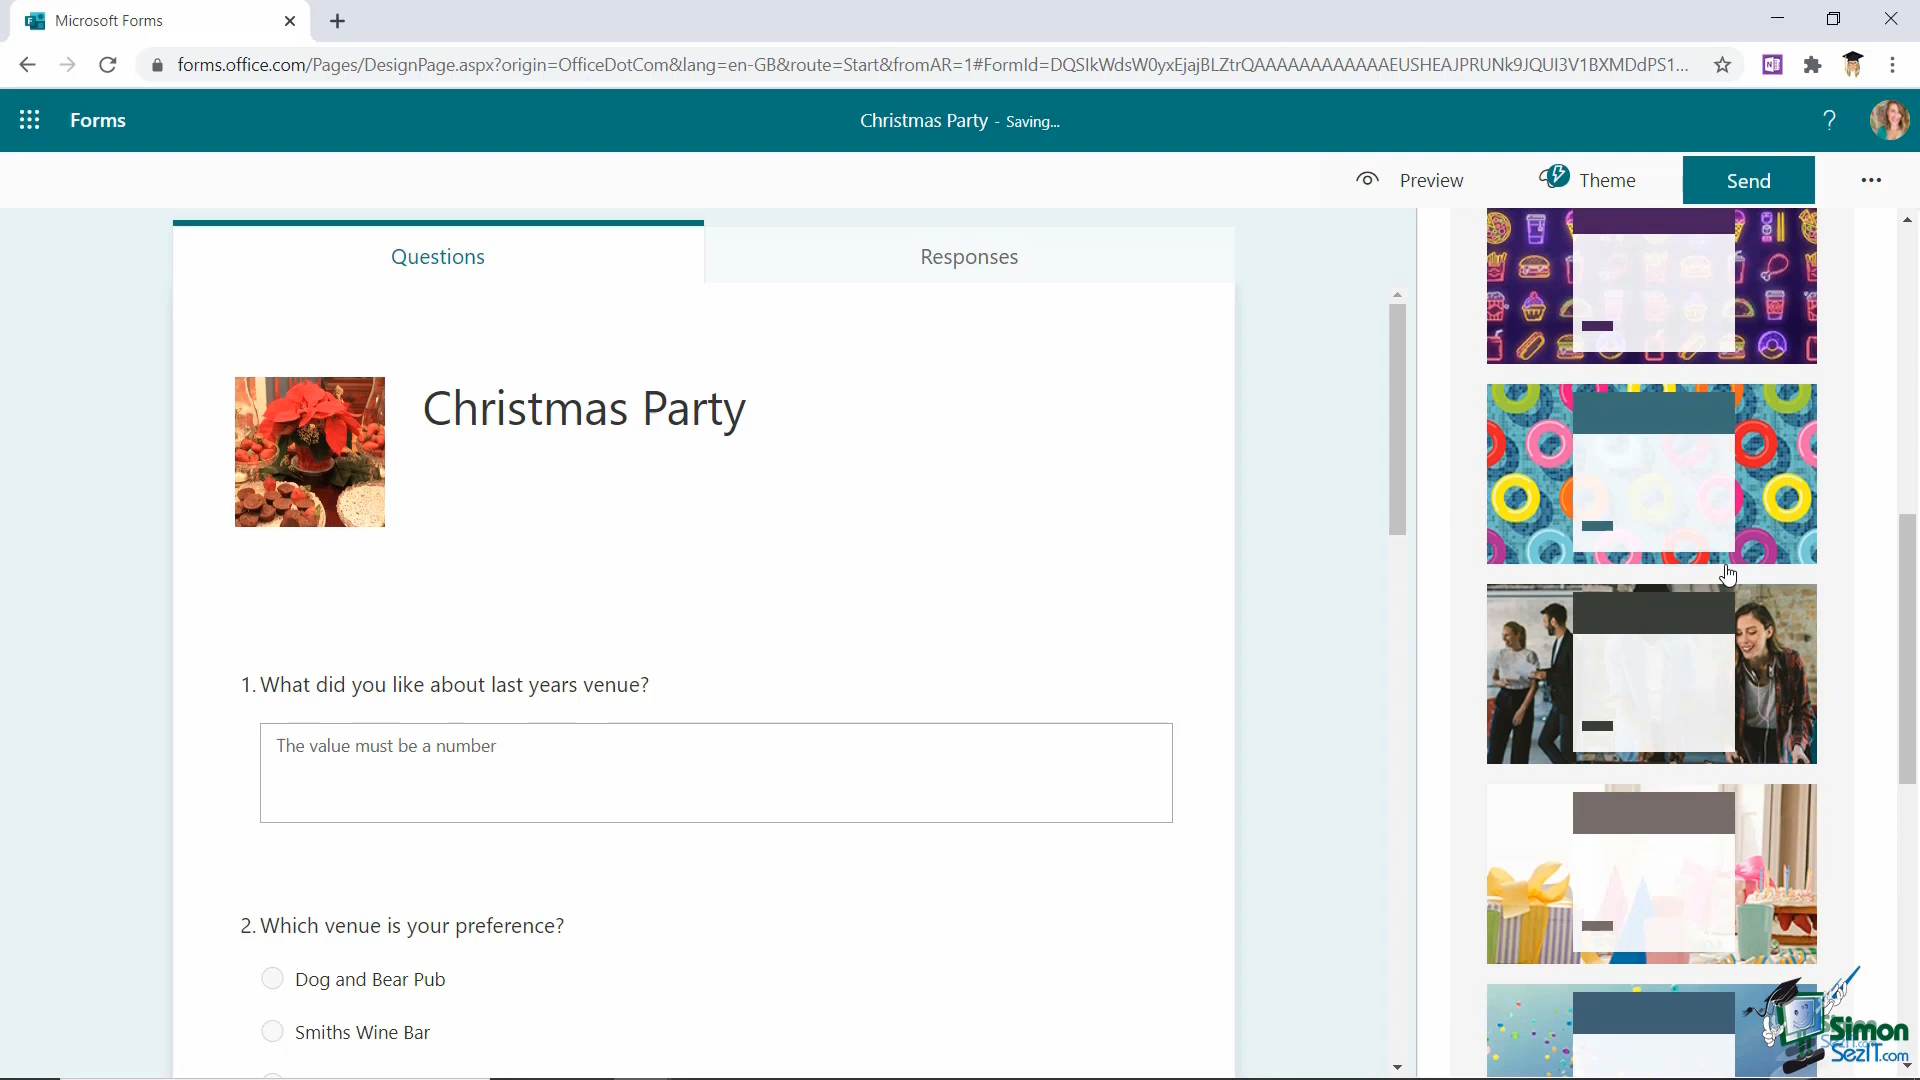 Microsoft Forms
forms.office.com/Pages/DesignPage.aspx?origin=OfficeDotCom&lang=en-GB&route=Start&fromAR=1#FormId=DQSIkWdsW0yxEjajBLZtrQAAAAAAAAAAAAEUSHEAJPRUNk9JQUI3V1BXMDdPS1...
Forms
Christmas Party - Saving...
?
Preview
Theme
Send
Questions
Responses
Christmas Party
1. What did you like about last years venue?
The value must be a number
2. Which venue is your preference?
Dog and Bear Pub
Smiths Wine Bar
Simon
SezIT.com